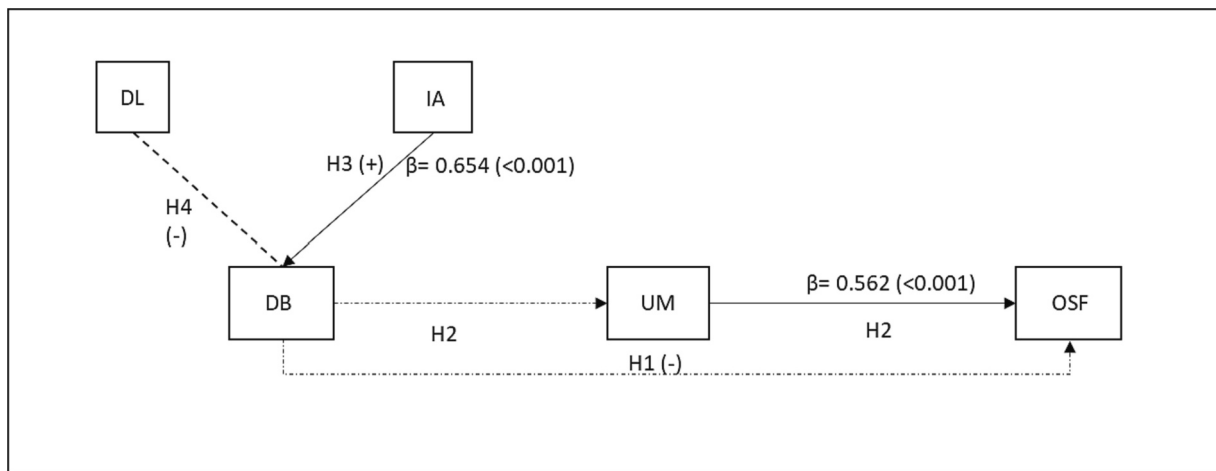 DL
IA
H3 (+)
β= 0.654 (<0.001)
H4
(-)
DB
UM
OSF
β= 0.562 (<0.001)
H2
H2
H1 (-)